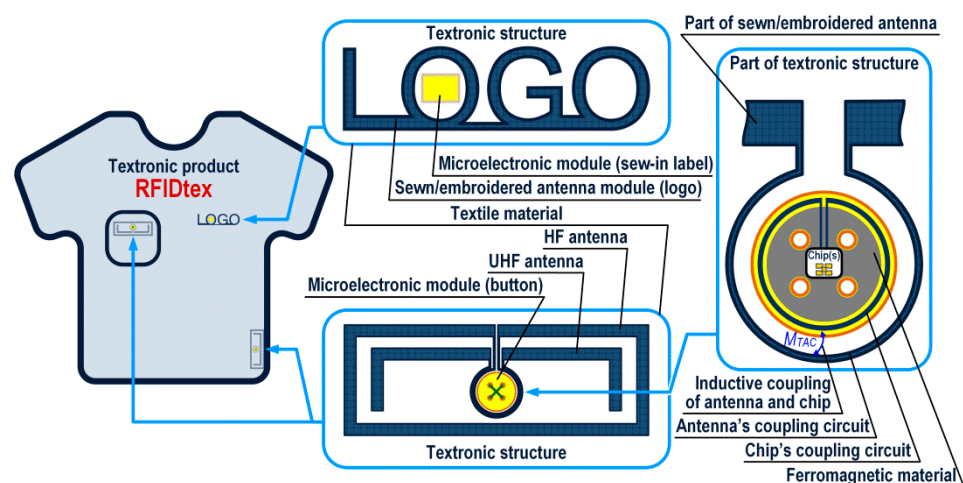 Part of sewn/embroidered antenna
Textronic structure
LOGO
Microelectronic module (sew-in label)
Sewn/embroidered antenna module (logo)
Textile material
Textronic product
RFIDtex
LOGO
HF antenna
UHF antenna
Microelectronic module (button)
Textronic structure
Part of textronic structure
Chip(s)
MTAC
Inductive coupling
of antenna and chip
Antenna's coupling circuit
Chip's coupling circuit
Ferromagnetic material